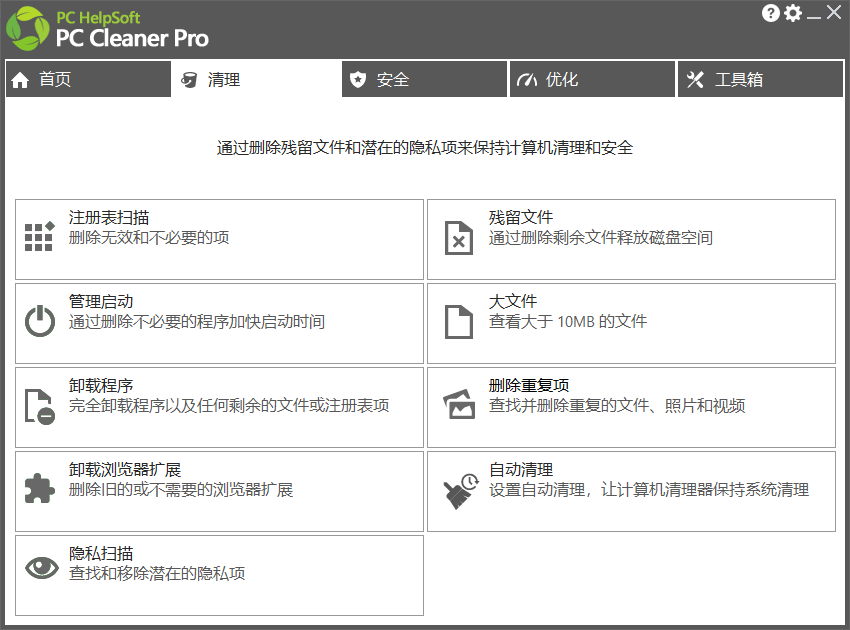 PC HelpSoft
PC Cleaner Pro
首页
清理
安全
优化
工具箱
通过删除残留文件和潜在的隐私项来保持计算机清理和安全
注册表扫描
删除无效和不必要的项
残留文件
通过删除剩余文件释放磁盘空间
管理启动
通过删除不必要的程序加快启动时间
大文件
查看大于 10MB 的文件
卸载程序
完全卸载程序以及任何剩余的文件或注册表项
删除重复项
查找并删除重复的文件、照片和视频
卸载浏览器扩展
删除旧的或不需要的浏览器扩展
自动清理
设置自动清理，让计算机清理器保持系统清理
隐私扫描
查找和移除潜在的隐私项